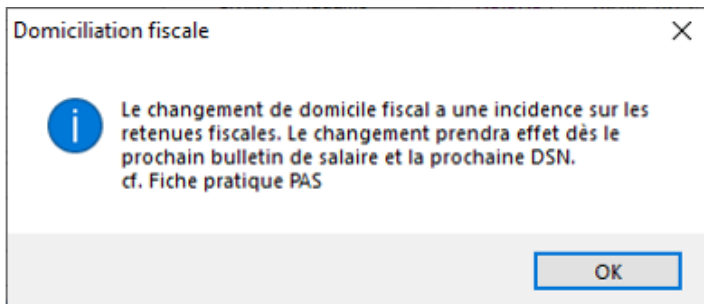 Domiciliation fiscale
Le changement de domicile fiscal a une incidence sur les
retenues fiscales. Le changement prendra effet dès le
prochain bulletin de salaire et la prochaine DSN.
cf. Fiche pratique PAS
OK